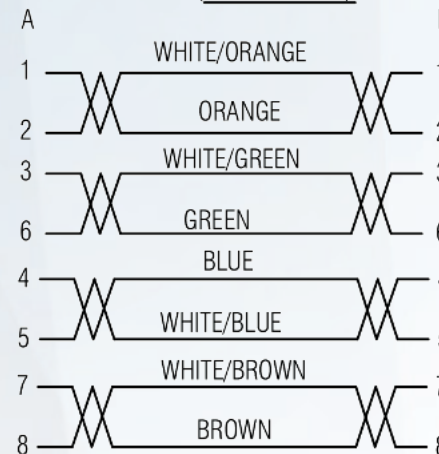 A
1 WHITE/ORANGE
2 ORANGE
3 WHITE/GREEN
6 GREEN
4 BLUE
5 WHITE/BLUE
7 WHITE/BROWN
8 BROWN